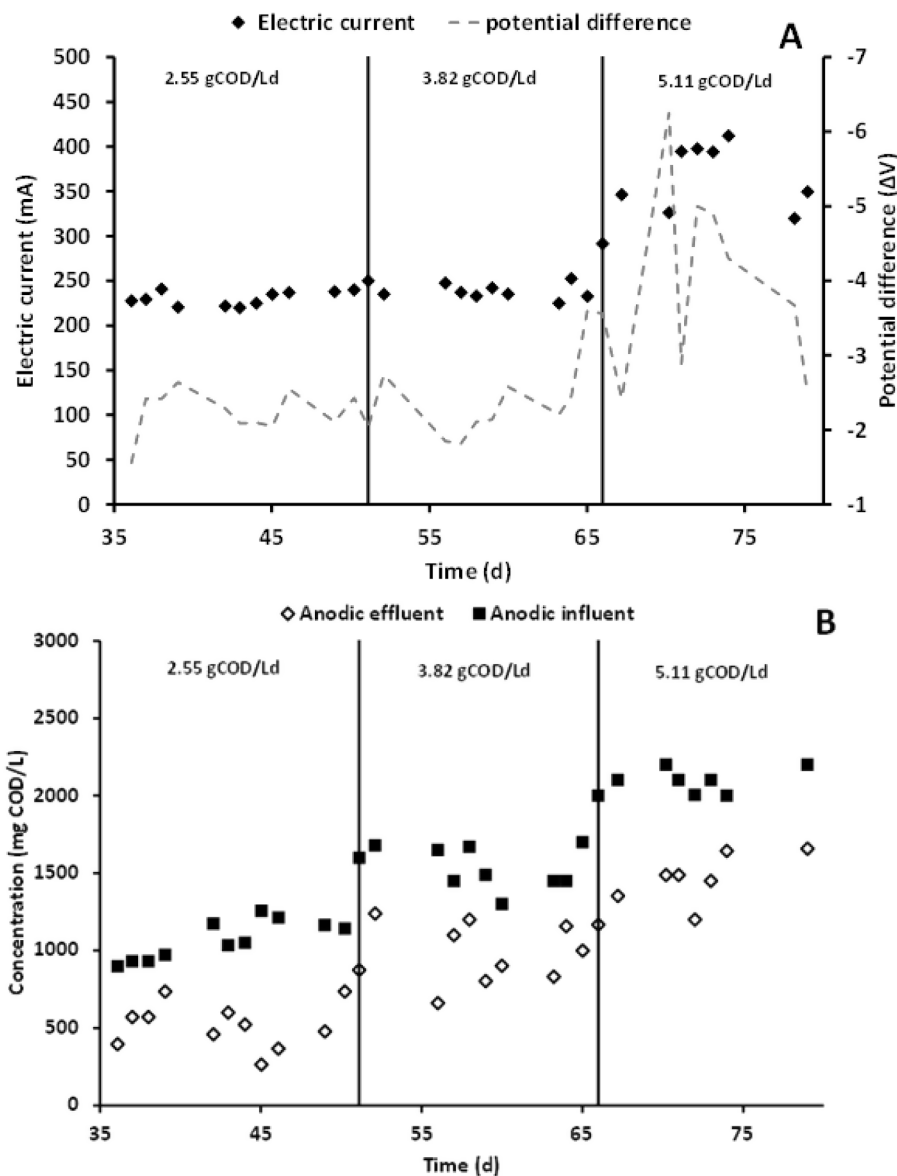 Electric current potential difference
A
500 -7
2.55 gCOD/Ld 3.82 gCOD/Ld 5.11 gCOD/Ld
450
400 -6
350
300 -5
250 -4
200
150 -3
100 -2
50
0 -1
35 45 55 65 75
Electric current (mA)
Potential difference (ΔV)
Time (d)
Anodic effluent Anodic influent
B
3000
2.55 gCOD/Ld 3.82 gCOD/Ld 5.11 gCOD/Ld
2500
2000
1500
1000
500
0
35 45 55 65 75
Concentration (mg COD/L)
Time (d)